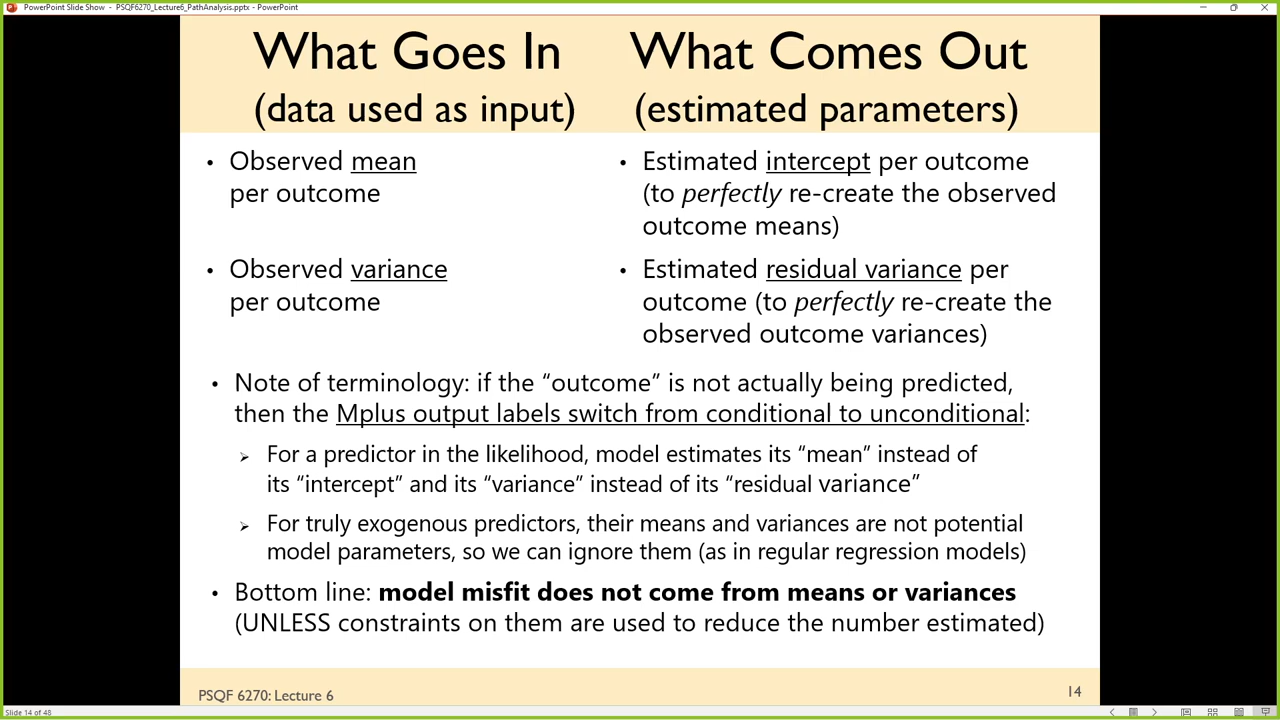 PowerPoint Slide Show - PSQF6270_Lecture6_PathAnalysis.pptx - PowerPoint
What Goes In
(data used as input)
What Comes Out
(estimated parameters)
• Observed mean
per outcome
• Estimated intercept per outcome
(to perfectly re-create the observed
outcome means)
• Observed variance
per outcome
• Estimated residual variance per
outcome (to perfectly re-create the
observed outcome variances)
• Note of terminology: if the “outcome” is not actually being predicted,
then the Mplus output labels switch from conditional to unconditional:
➢ For a predictor in the likelihood, model estimates its “mean” instead of
its “intercept” and its “variance” instead of its “residual variance”
➢ For truly exogenous predictors, their means and variances are not potential
model parameters, so we can ignore them (as in regular regression models)
• Bottom line: model misfit does not come from means or variances
(UNLESS constraints on them are used to reduce the number estimated)
PSQF 6270: Lecture 6
14
Slide 14 of 48